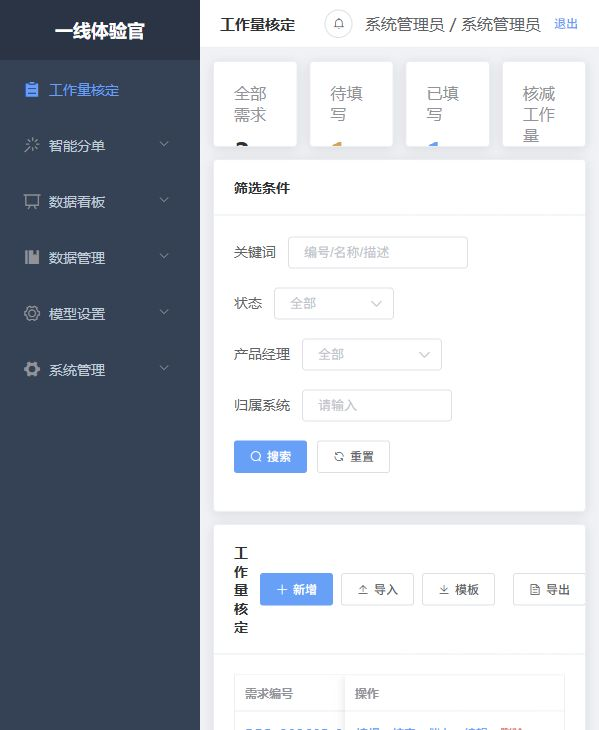 一线体验官
工作量核定
智能分单
数据看板
数据管理
模型设置
系统管理
工作量核定
系统管理员 / 系统管理员
退出
全部
需求
待填
写
已填
写
核减
工作
量
筛选条件
关键词 编号/名称/描述
状态 全部
产品经理 全部
归属系统 请输入
搜索 重置
工
作
量
核
定
新增 导入 模板 导出
需求编号 操作